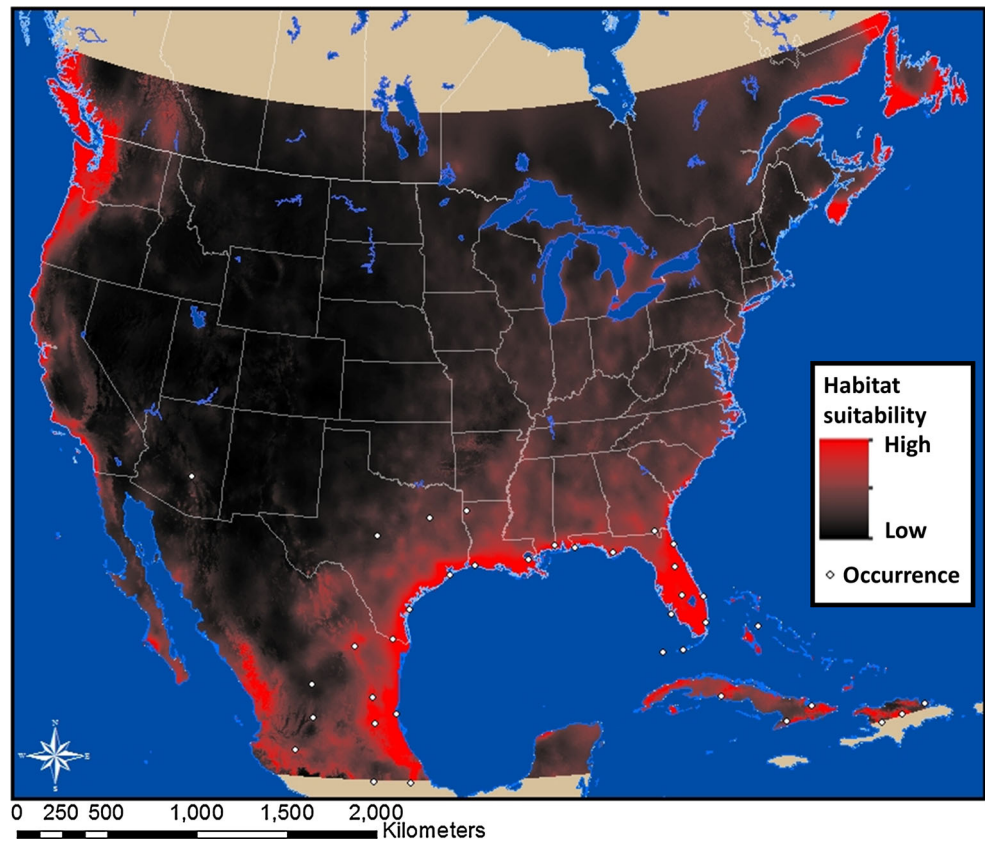 Habitat
suitability
High
Low
Occurrence
N
W
E
S
0 250 500 1,000 1,500 2,000
Kilometers